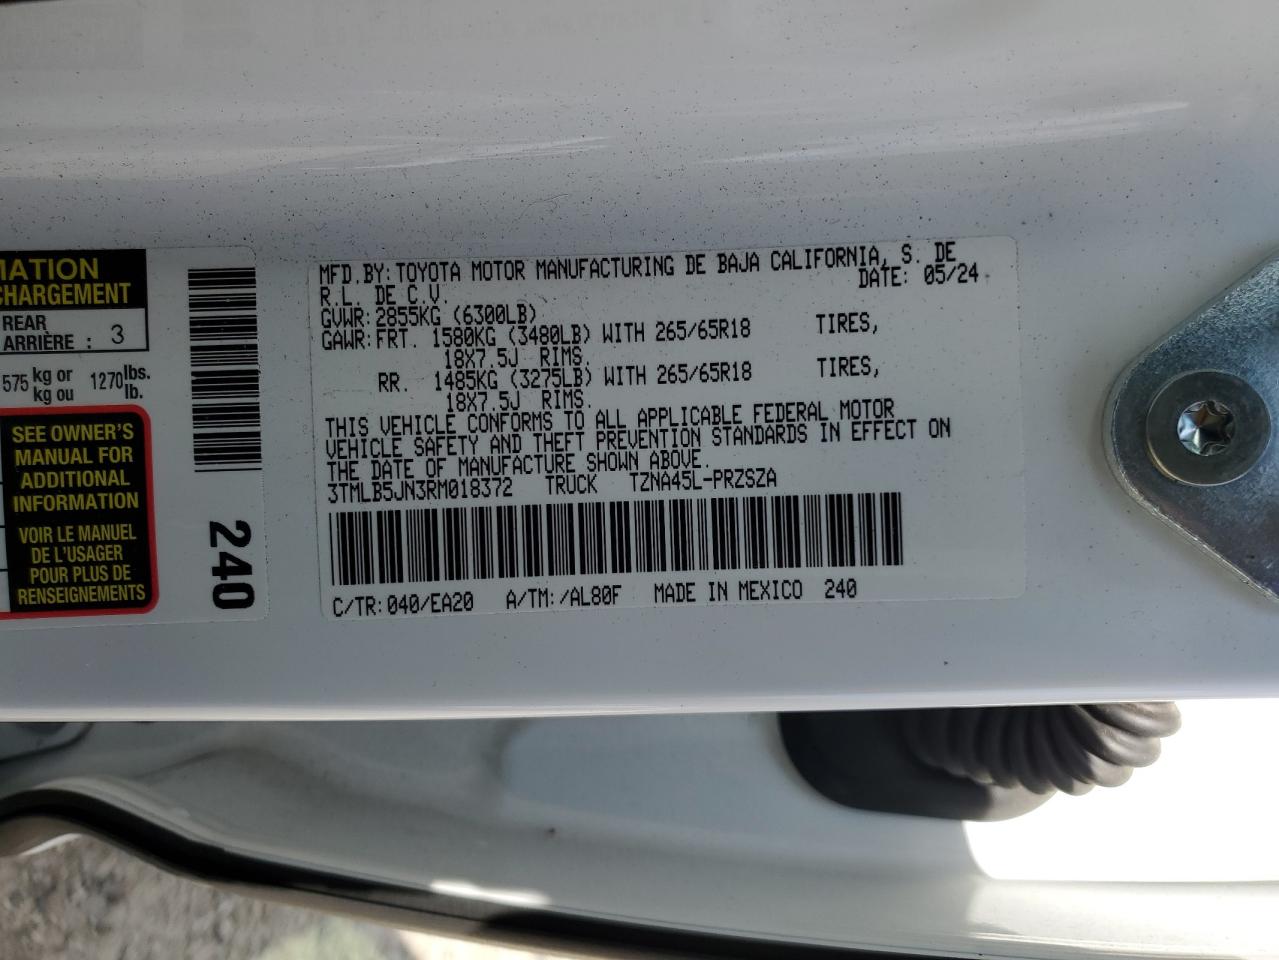 MATION
CHARGEMENT
REAR
ARRIÈRE : 3
575 kg or
kg ou 1270 lbs.
lb.
SEE OWNER'S
MANUAL FOR
ADDITIONAL
INFORMATION
VOIR LE MANUEL
DE L'USAGER
POUR PLUS DE
RENSEIGNEMENTS
240
MFD.BY: TOYOTA MOTOR MANUFACTURING DE BAJA CALIFORNIA, S. DE
R.L. DE C.V. DATE: 05/24
GVWR: 2855KG (6300LB)
GAWR: FRT. 1580KG (3480LB) WITH 265/65R18 TIRES,
18X7.5J RIMS.
RR. 1485KG (3275LB) WITH 265/65R18 TIRES,
18X7.5J RIMS.
THIS VEHICLE CONFORMS TO ALL APPLICABLE FEDERAL MOTOR
VEHICLE SAFETY AND THEFT PREVENTION STANDARDS IN EFFECT ON
THE DATE OF MANUFACTURE SHOWN ABOVE.
3TMLB5JN3RM018372 TRUCK TZNA45L-PRZSZA
C/TR: 040/EA20 A/TM: /AL80F MADE IN MEXICO 240